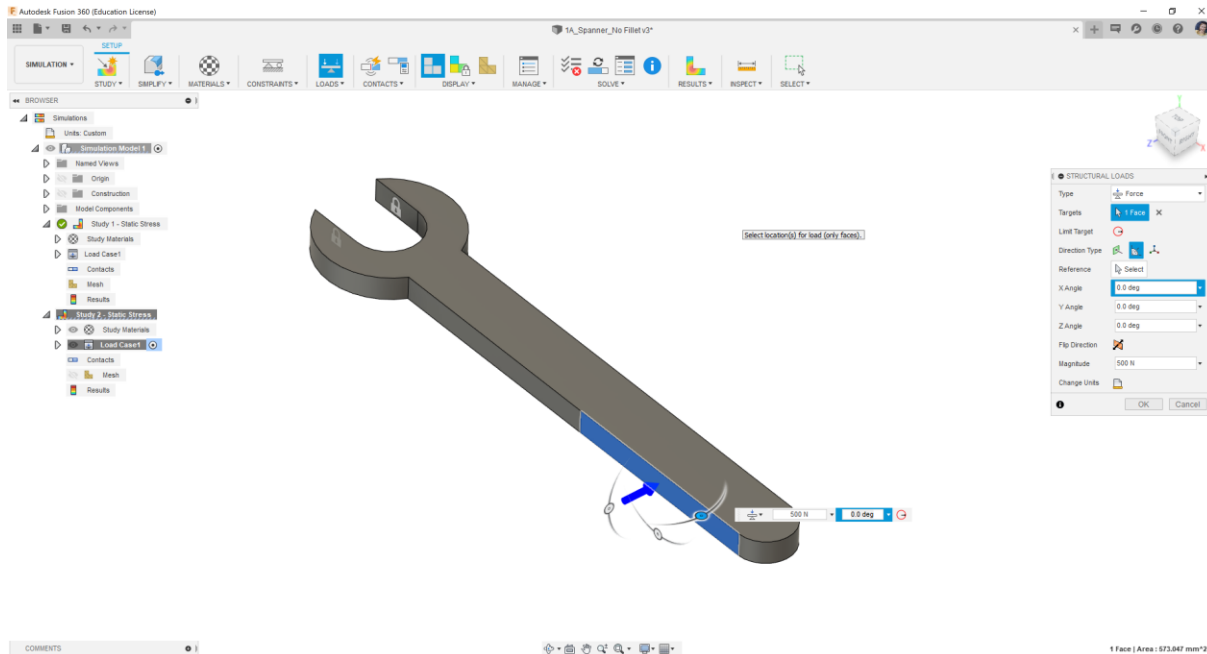 Autodesk Fusion 360 (Education License)
1A_Spanner_No Fillet v3*
SETUP
SIMULATION
STUDY
SIMPLIFY
MATERIALS
CONSTRAINTS
LOADS
CONTACTS
DISPLAY
MANAGE
SOLVE
RESULTS
INSPECT
SELECT
BROWSER
Simulations
Units: Custom
Simulation Model 1
Named Views
Origin
Construction
Model Components
Study 1 - Static Stress
Study Materials
Load Case1
Contacts
Mesh
Results
Study 2 - Static Stress
Study Materials
Load Case1
Contacts
Mesh
Results
Select location(s) for load (only faces).
500 N
0.0 deg
Z
X
STRUCTURAL LOADS
Type Force
Targets 1 Face
Limit Target
Direction Type
Reference Select
X Angle 0.0 deg
Y Angle 0.0 deg
Z Angle 0.0 deg
Flip Direction
Magnitude 500 N
Change Units
OK Cancel
COMMENTS
1 Face | Area : 573.047 mm^2